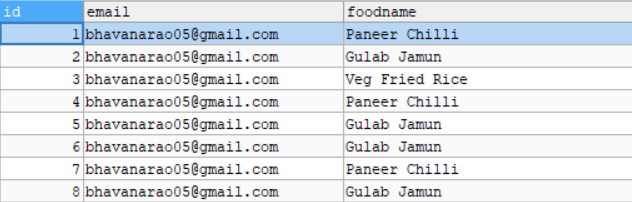 id email foodname
1 bhavanarao05@gmail.com Paneer Chilli
2 bhavanarao05@gmail.com Gulab Jamun
3 bhavanarao05@gmail.com Veg Fried Rice
4 bhavanarao05@gmail.com Paneer Chilli
5 bhavanarao05@gmail.com Gulab Jamun
6 bhavanarao05@gmail.com Gulab Jamun
7 bhavanarao05@gmail.com Paneer Chilli
8 bhavanarao05@gmail.com Gulab Jamun